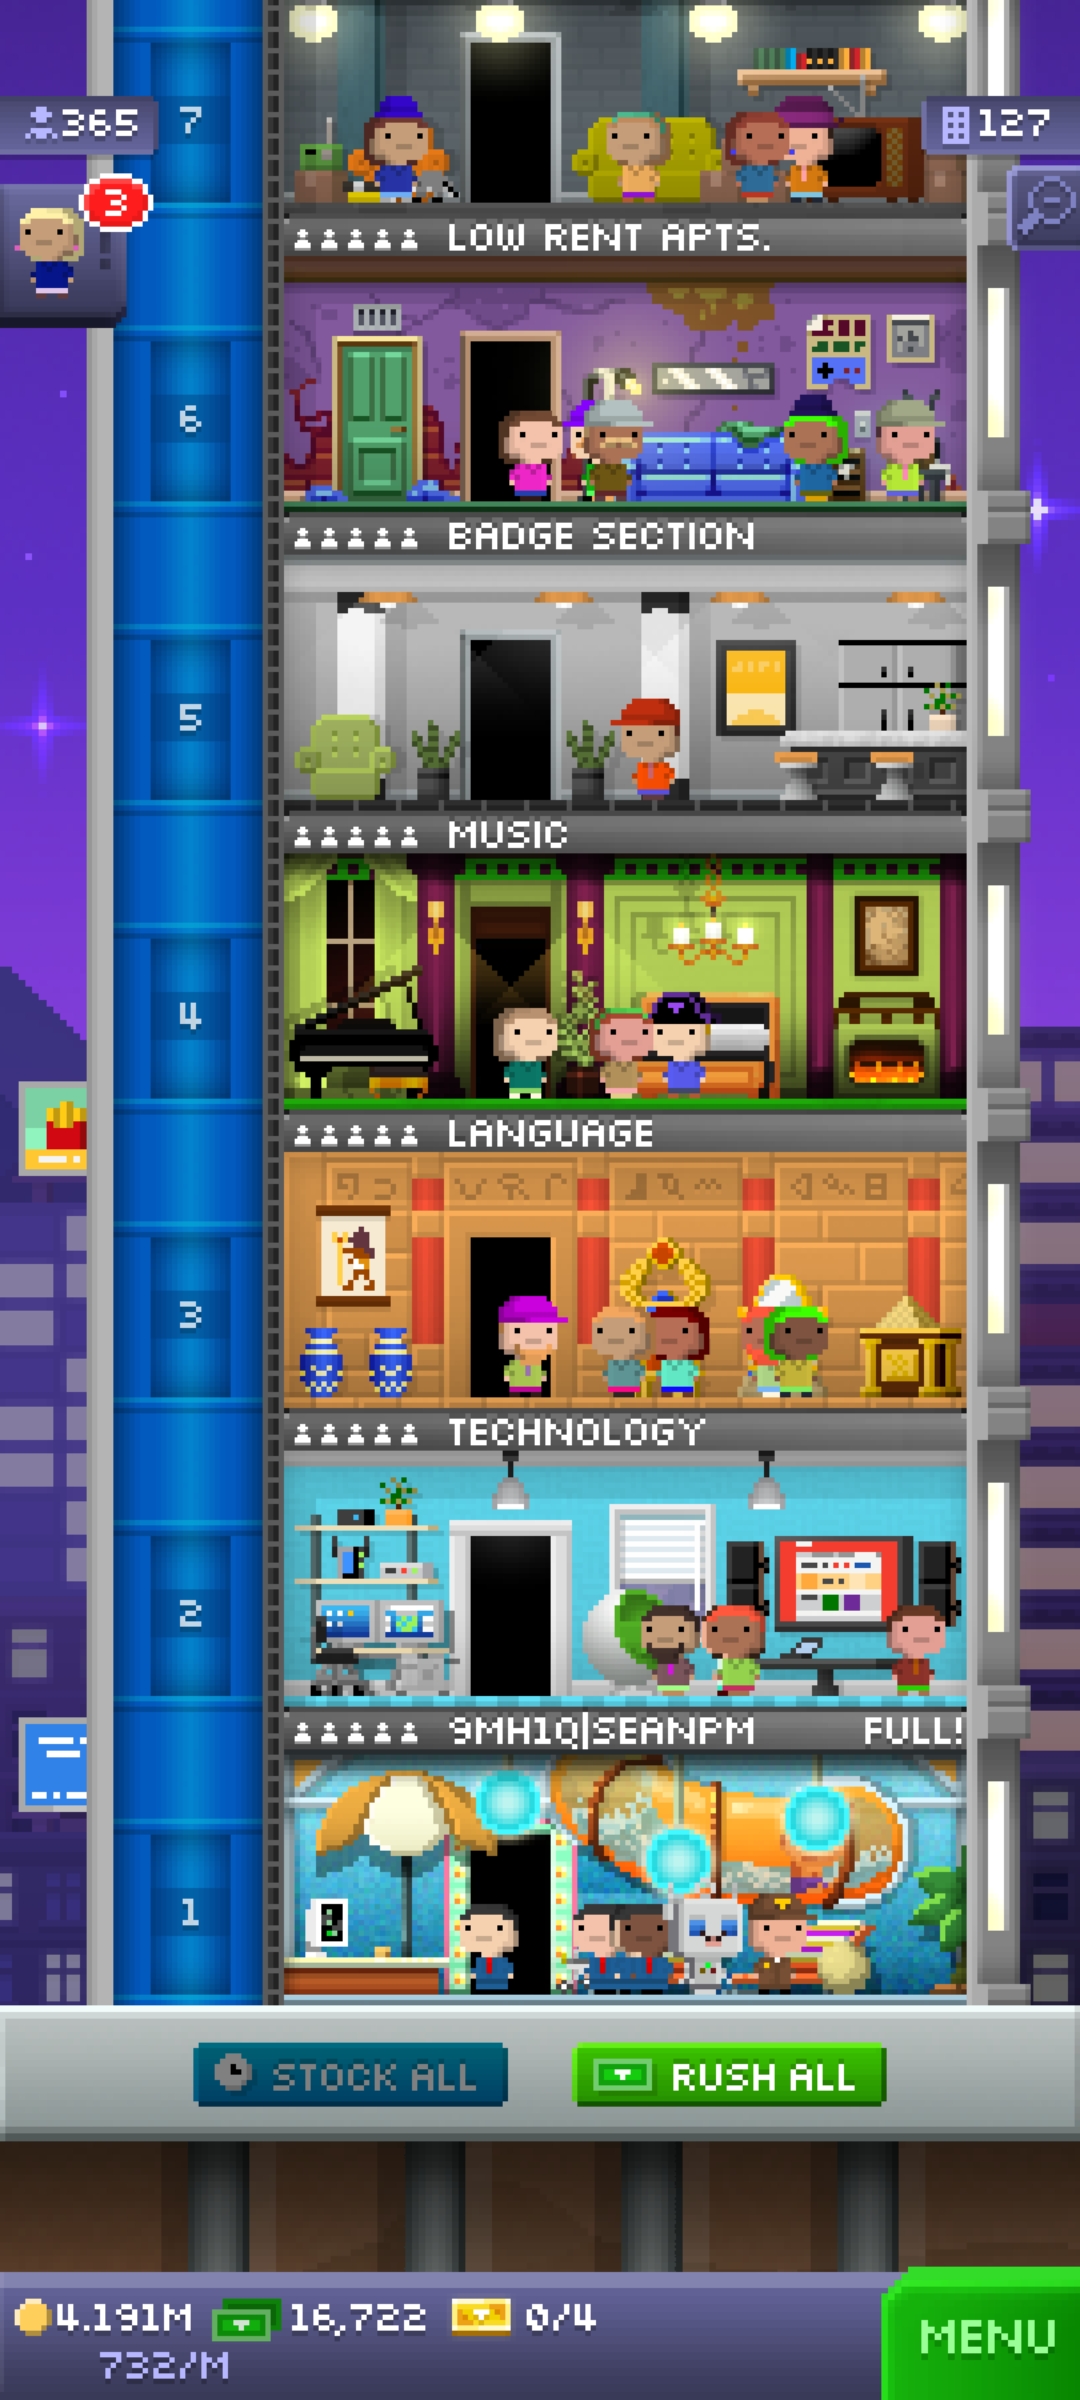 7
365
127
3
LOW RENT APTS.
6
BADGE SECTION
5
MUSIC
4
LANGUAGE
3
TECHNOLOGY
2
9MH1Q|SEANPM FULL!
1
STOCK ALL
RUSH ALL
4.191M 16,722 0/4
732/M
MENU